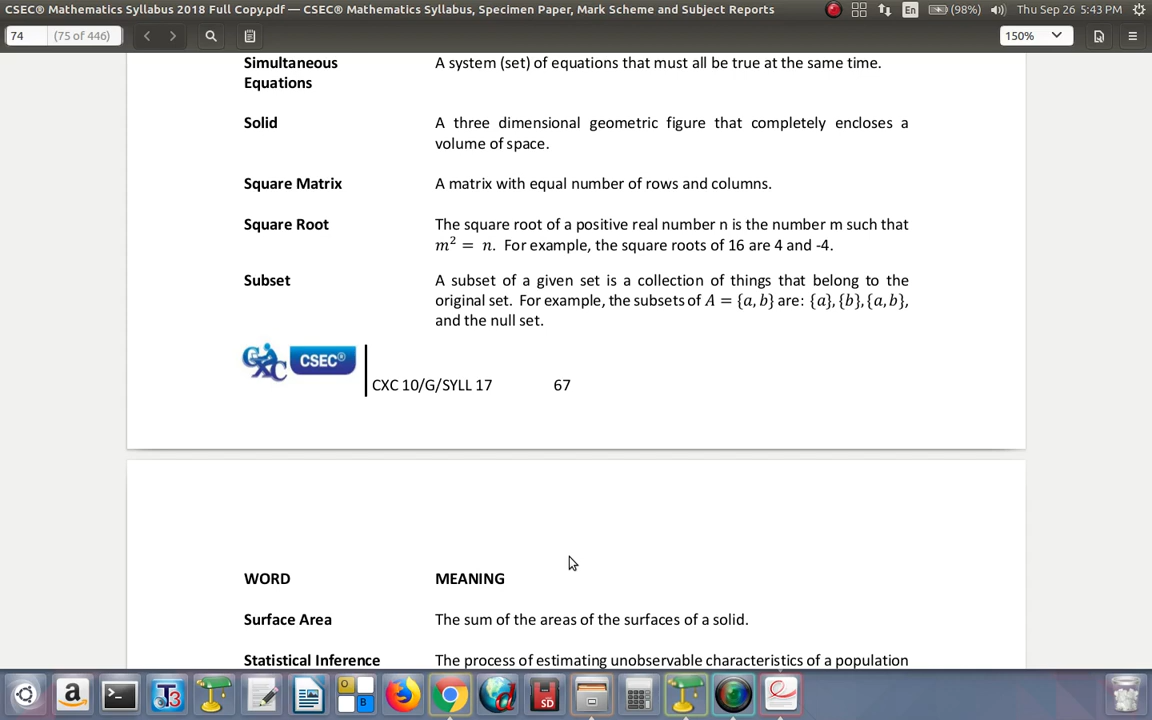 CSEC® Mathematics Syllabus 2018 Full Copy.pdf — CSEC® Mathematics Syllabus, Specimen Paper, Mark Scheme and Subject Reports
En (98%) Thu Sep 26 5:43 PM
74 (75 of 446) 150%
Simultaneous A system (set) of equations that must all be true at the same time.
Equations
Solid A three dimensional geometric figure that completely encloses a
volume of space.
Square Matrix A matrix with equal number of rows and columns.
Square Root The square root of a positive real number n is the number m such that
m² = n. For example, the square roots of 16 are 4 and -4.
Subset A subset of a given set is a collection of things that belong to the
original set. For example, the subsets of A = {a, b} are: {a}, {b}, {a, b},
and the null set.
CXC CSEC®
CXC 10/G/SYLL 17 67
WORD MEANING
Surface Area The sum of the areas of the surfaces of a solid.
Statistical Inference The process of estimating unobservable characteristics of a population
a T3 O B d SD